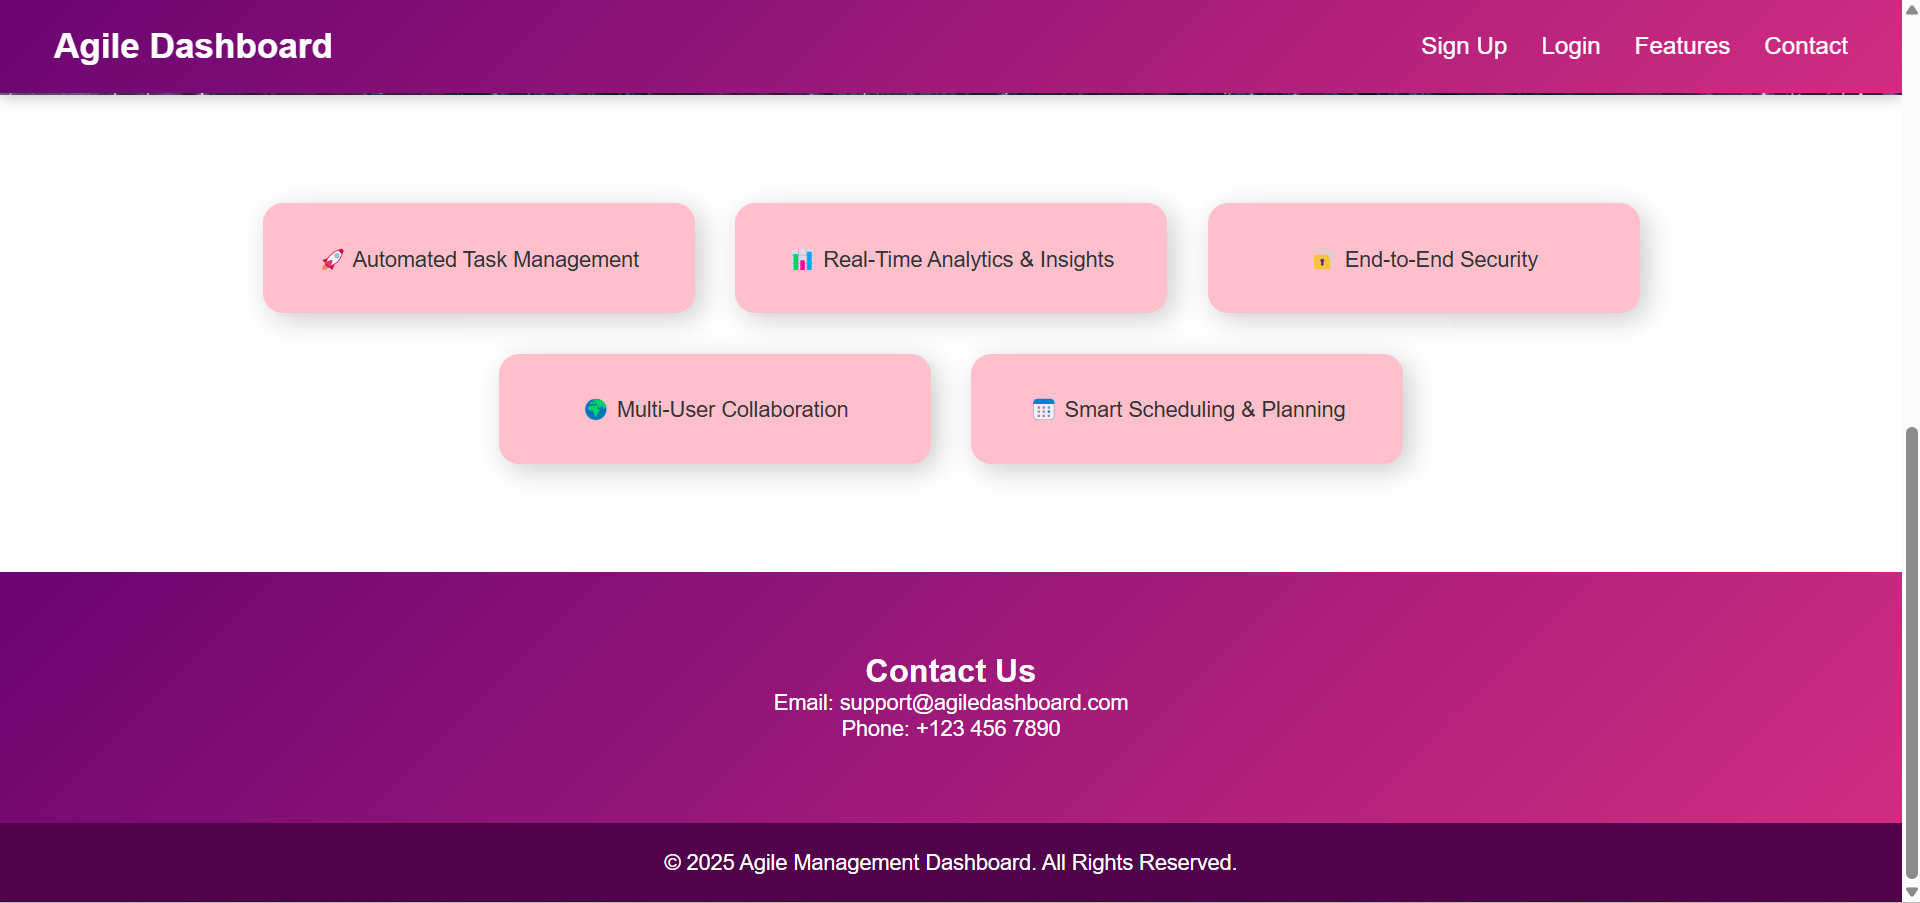 Agile Dashboard
Sign Up Login Features Contact
🚀 Automated Task Management
📊 Real-Time Analytics & Insights
🔒 End-to-End Security
🌍 Multi-User Collaboration
📅 Smart Scheduling & Planning
Contact Us
Email: support@agiledashboard.com
Phone: +123 456 7890
© 2025 Agile Management Dashboard. All Rights Reserved.